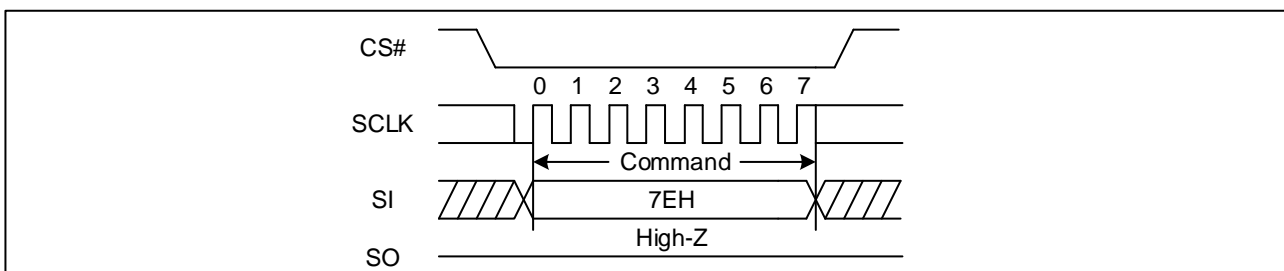 CS#
0 1 2 3 4 5 6 7
SCLK
Command
SI
7EH
High-Z
SO